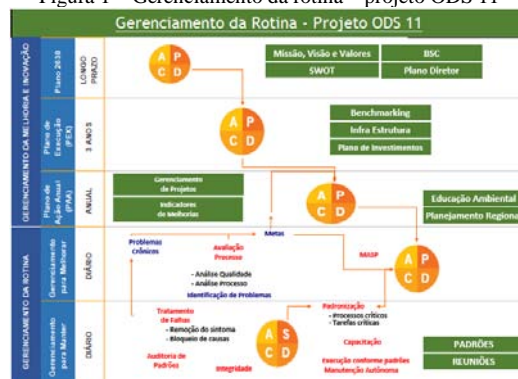 Figura 1 – Gerenciamento da rotina – projeto ODS 11
Gerenciamento da Rotina - Projeto ODS 11
GERENCIAMENTO DA MELHORIA E INOVAÇÃO
Plano 2030
LONGO PRAZO
A P
C D
Missão, Visão e Valores
BSC
SWOT
Plano Diretor
Plano de Execução (PEX)
3 ANOS
A P
C D
Benchmarking
Infra Estrutura
Plano de Investimentos
Plano de Ação Anual (PAA)
ANUAL
Gerenciamento de Projetos
Indicadores de Melhorias
A P
C D
Educação Ambiental
Planejamento Regional
GERENCIAMENTO DA ROTINA
Gerenciamento para Melhorar
DIÁRIO
Problemas Crônicos
Avaliação Processo
Metas
- Análise Qualidade
- Análise Processo
Identificação de Problemas
MASP
A P
C D
Gerenciamento para Manter
DIÁRIO
Tratamento de Falhas
- Remoção do sintoma
- Bloqueio de causas
Auditoria de Padrões
Integridade
A S
C D
Padronização
- Processos críticos
- Tarefas críticas
Capacitação
Execução conforme padrões
Manutenção Autônoma
PADRÕES
REUNIÕES